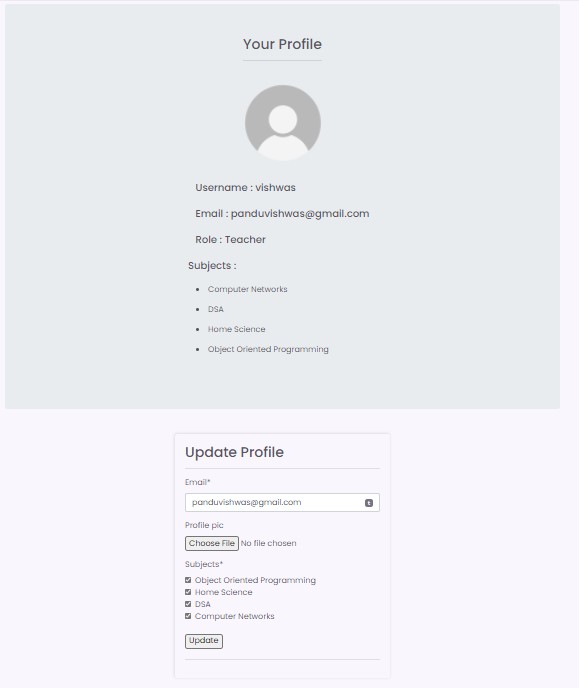 Your Profile
Username : vishwas
Email : panduvishwas@gmail.com
Role : Teacher
Subjects :
Computer Networks
DSA
Home Science
Object Oriented Programming
Update Profile
Email*
panduvishwas@gmail.com
Profile pic
Choose File No file chosen
Subjects*
Object Oriented Programming
Home Science
DSA
Computer Networks
Update